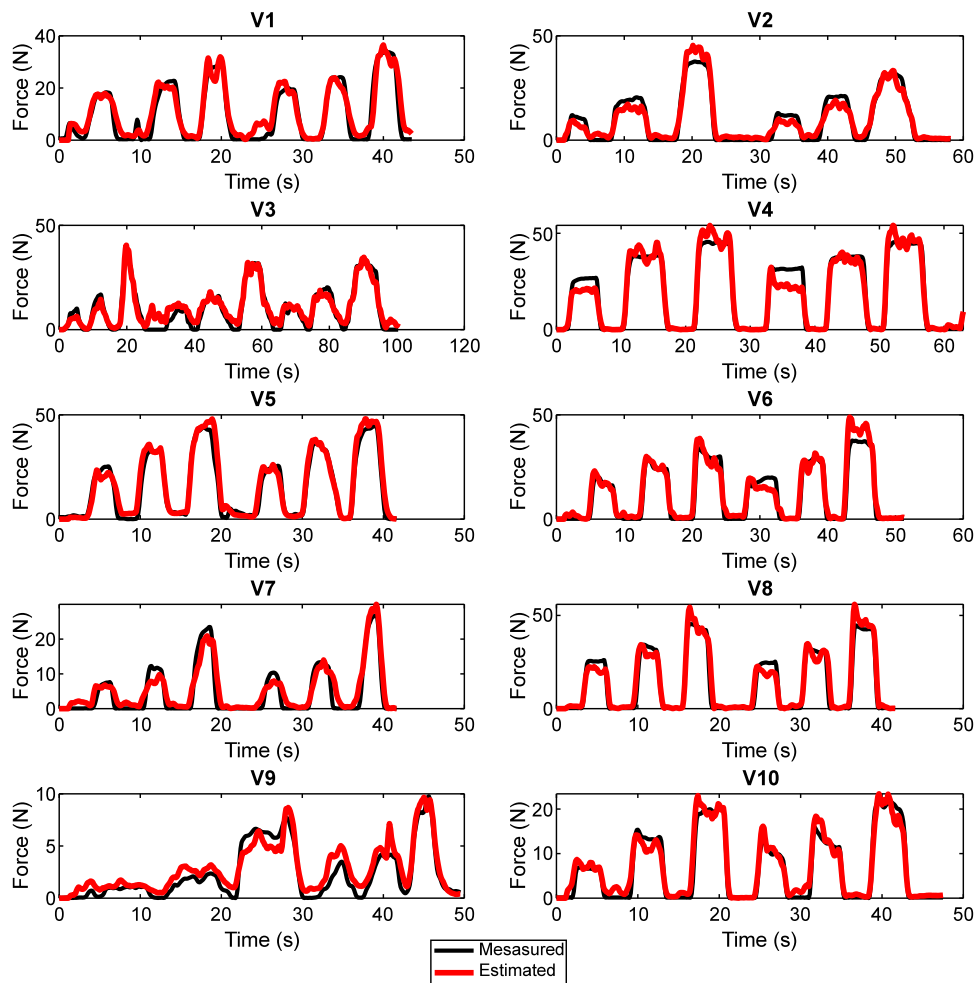 V1
Force (N)
40
20
0
0 10 20 30 40 50
Time (s)
V2
Force (N)
50
0
0 10 20 30 40 50 60
Time (s)
V3
Force (N)
50
0
0 20 40 60 80 100 120
Time (s)
V4
Force (N)
50
0
0 10 20 30 40 50 60
Time (s)
V5
Force (N)
50
0
0 10 20 30 40 50
Time (s)
V6
Force (N)
50
0
0 10 20 30 40 50 60
Time (s)
V7
Force (N)
20
10
0
0 10 20 30 40 50
Time (s)
V8
Force (N)
50
0
0 10 20 30 40 50
Time (s)
V9
Force (N)
10
5
0
0 10 20 30 40 50
Time (s)
V10
Force (N)
20
10
0
0 10 20 30 40 50
Time (s)
Mesasured
Estimated